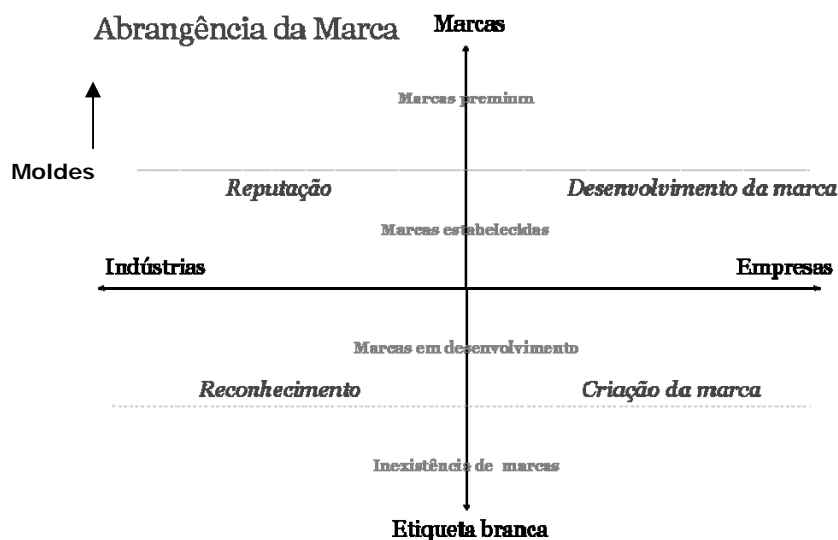 Abrangência da Marca
Marcas
Marcas premium
Moldes
Reputação
Desenvolvimento da marca
Marcas estabelecidas
Indústrias
Empresas
Marcas em desenvolvimento
Reconhecimento
Criação da marca
Inexistência de marcas
Etiqueta branca